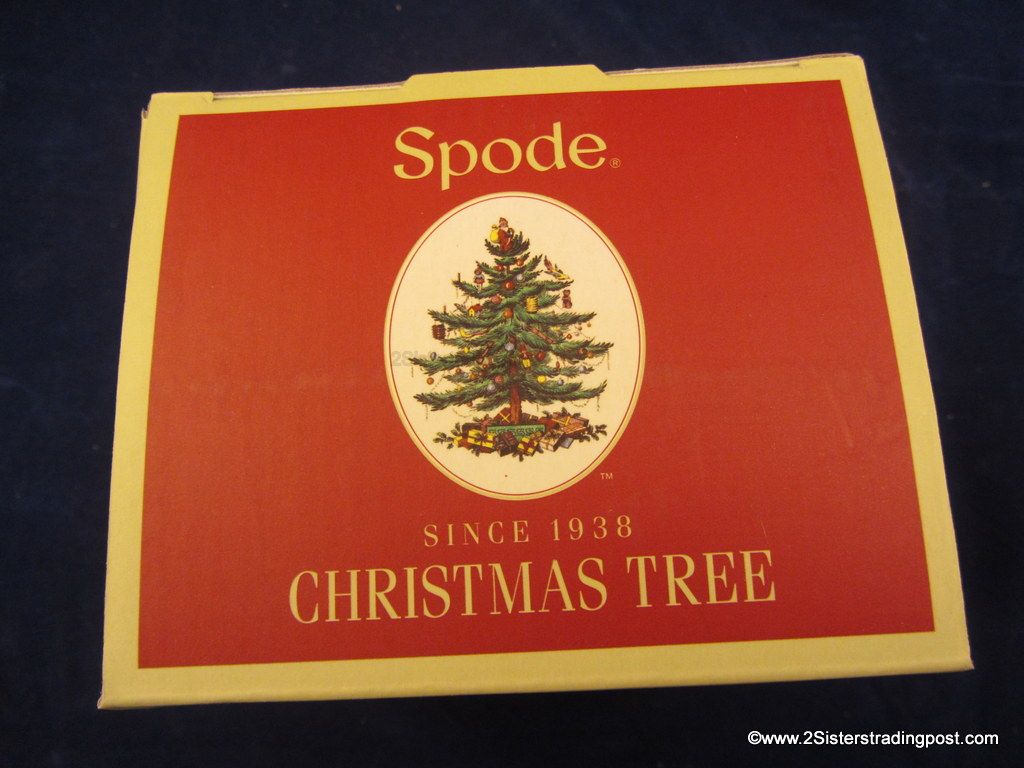 Spode®
TM
SINCE 1938
CHRISTMAS TREE
©www.2Sisterstradingpost.com